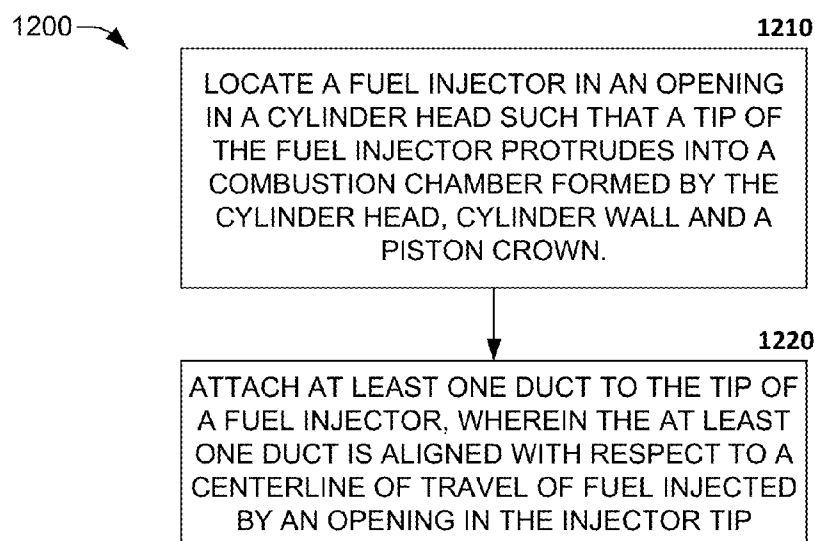 1200
1210
LOCATE A FUEL INJECTOR IN AN OPENING
IN A CYLINDER HEAD SUCH THAT A TIP OF
THE FUEL INJECTOR PROTRUDES INTO A
COMBUSTION CHAMBER FORMED BY THE
CYLINDER HEAD, CYLINDER WALL AND A
PISTON CROWN.
1220
ATTACH AT LEAST ONE DUCT TO THE TIP OF
A FUEL INJECTOR, WHEREIN THE AT LEAST
ONE DUCT IS ALIGNED WITH RESPECT TO A
CENTERLINE OF TRAVEL OF FUEL INJECTED
BY AN OPENING IN THE INJECTOR TIP